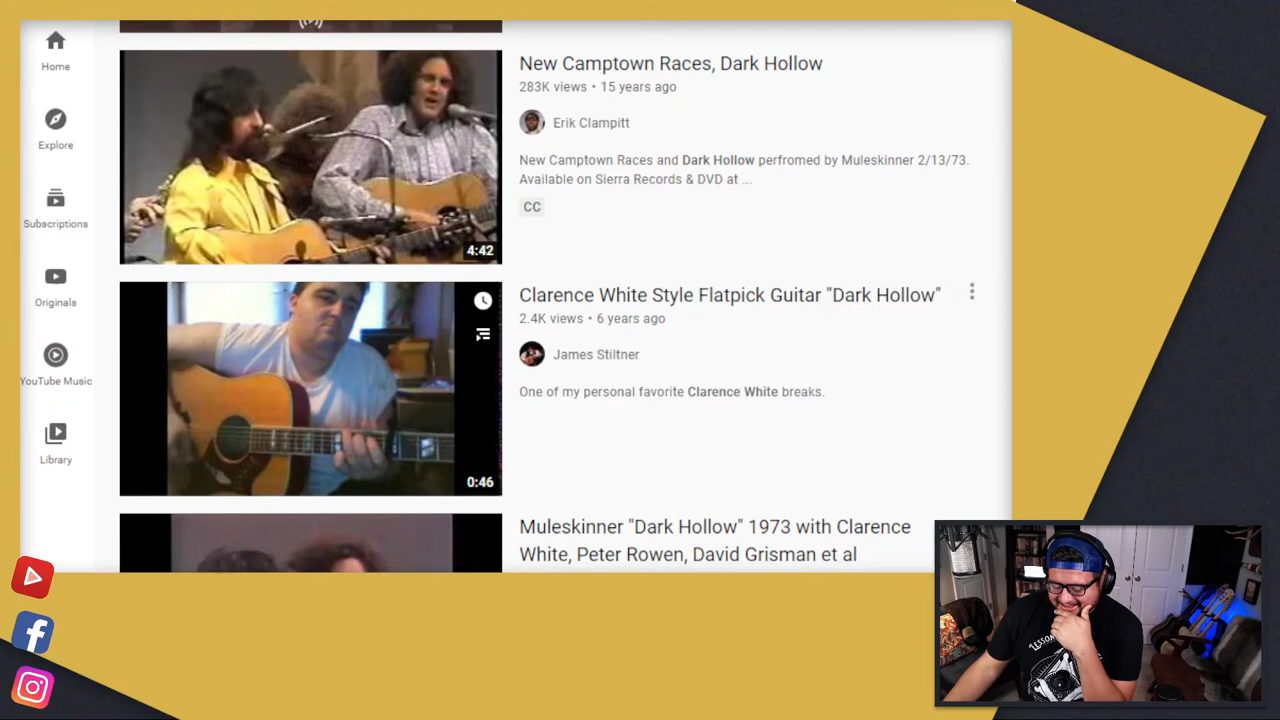 Home
Explore
Subscriptions
Originals
YouTube Music
Library
New Camptown Races, Dark Hollow
283K views • 15 years ago
Erik Clampitt
New Camptown Races and Dark Hollow perfromed by Muleskinner 2/13/73.
Available on Sierra Records & DVD at ...
CC
4:42
Clarence White Style Flatpick Guitar "Dark Hollow"
2.4K views • 6 years ago
James Stiltner
One of my personal favorite Clarence White breaks.
0:46
Muleskinner "Dark Hollow" 1973 with Clarence
White, Peter Rowen, David Grisman et al